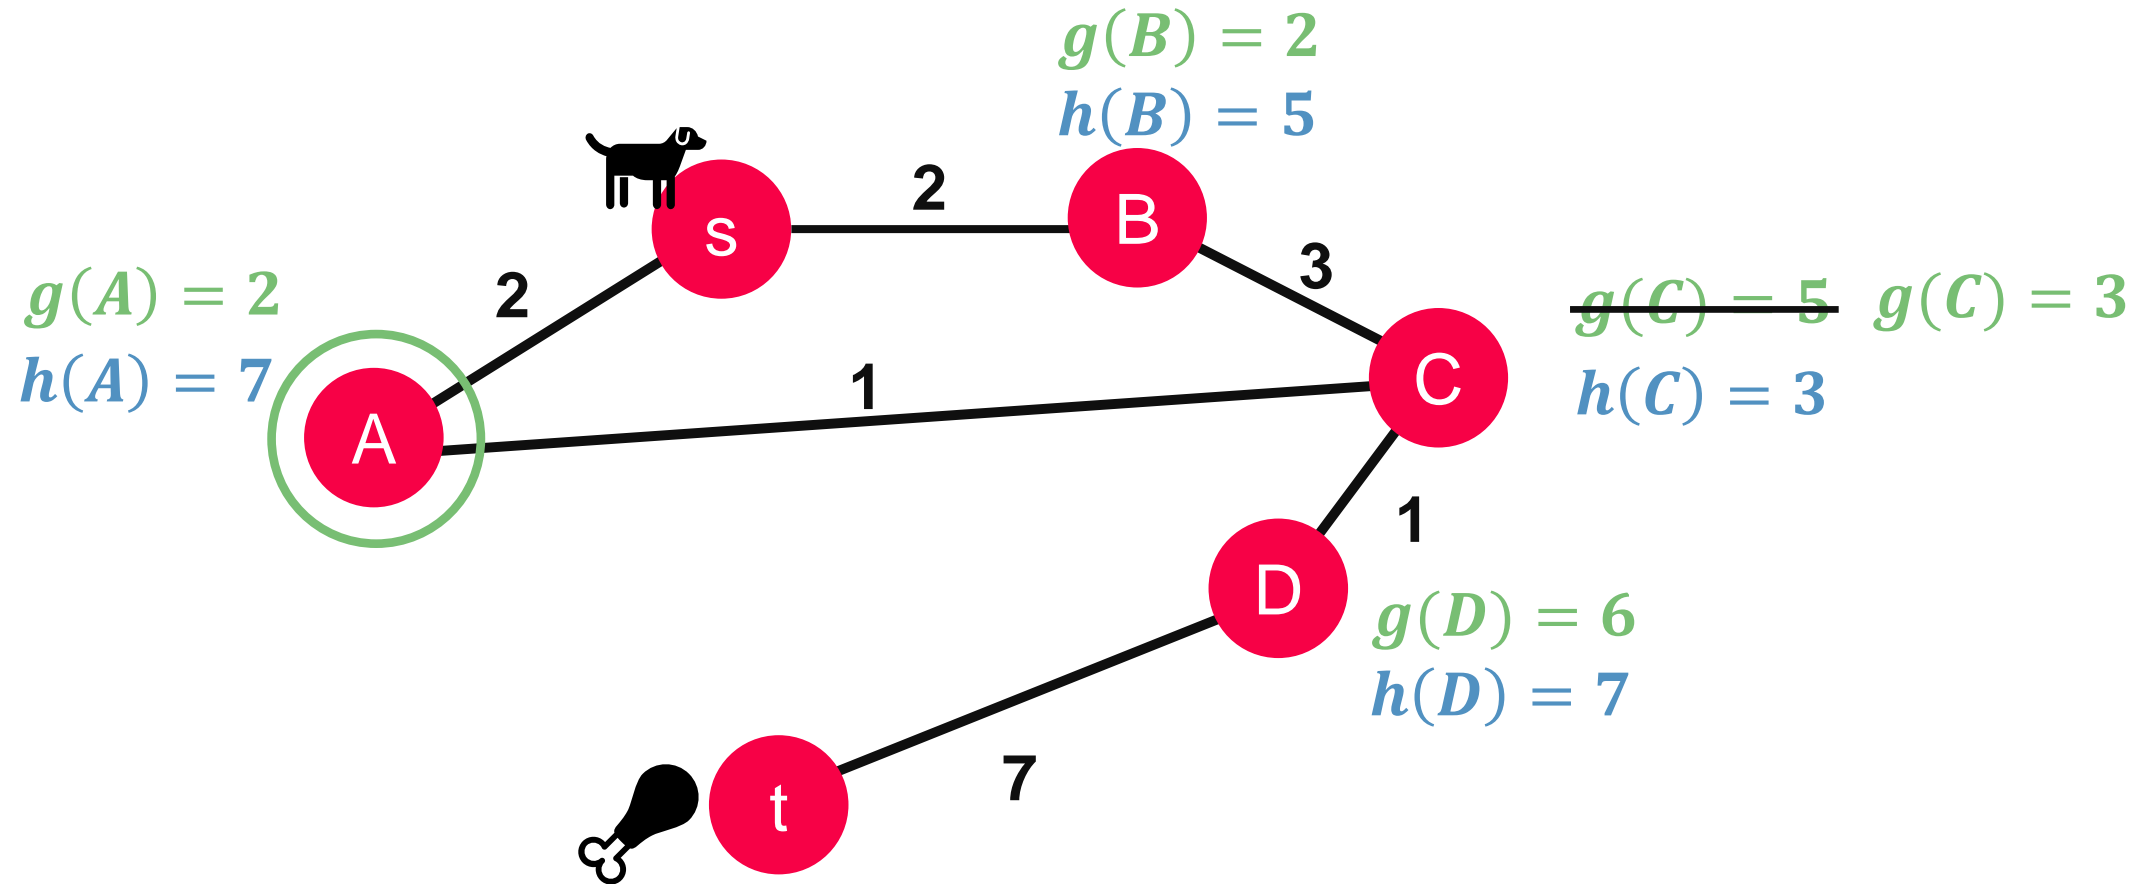 g(B) = 2
h(B) = 5
s
2
B
3
g(A) = 2
h(A) = 7
2
g(C) = 5 g(C) = 3
h(C) = 3
A
1
C
1
D
g(D) = 6
h(D) = 7
t
7